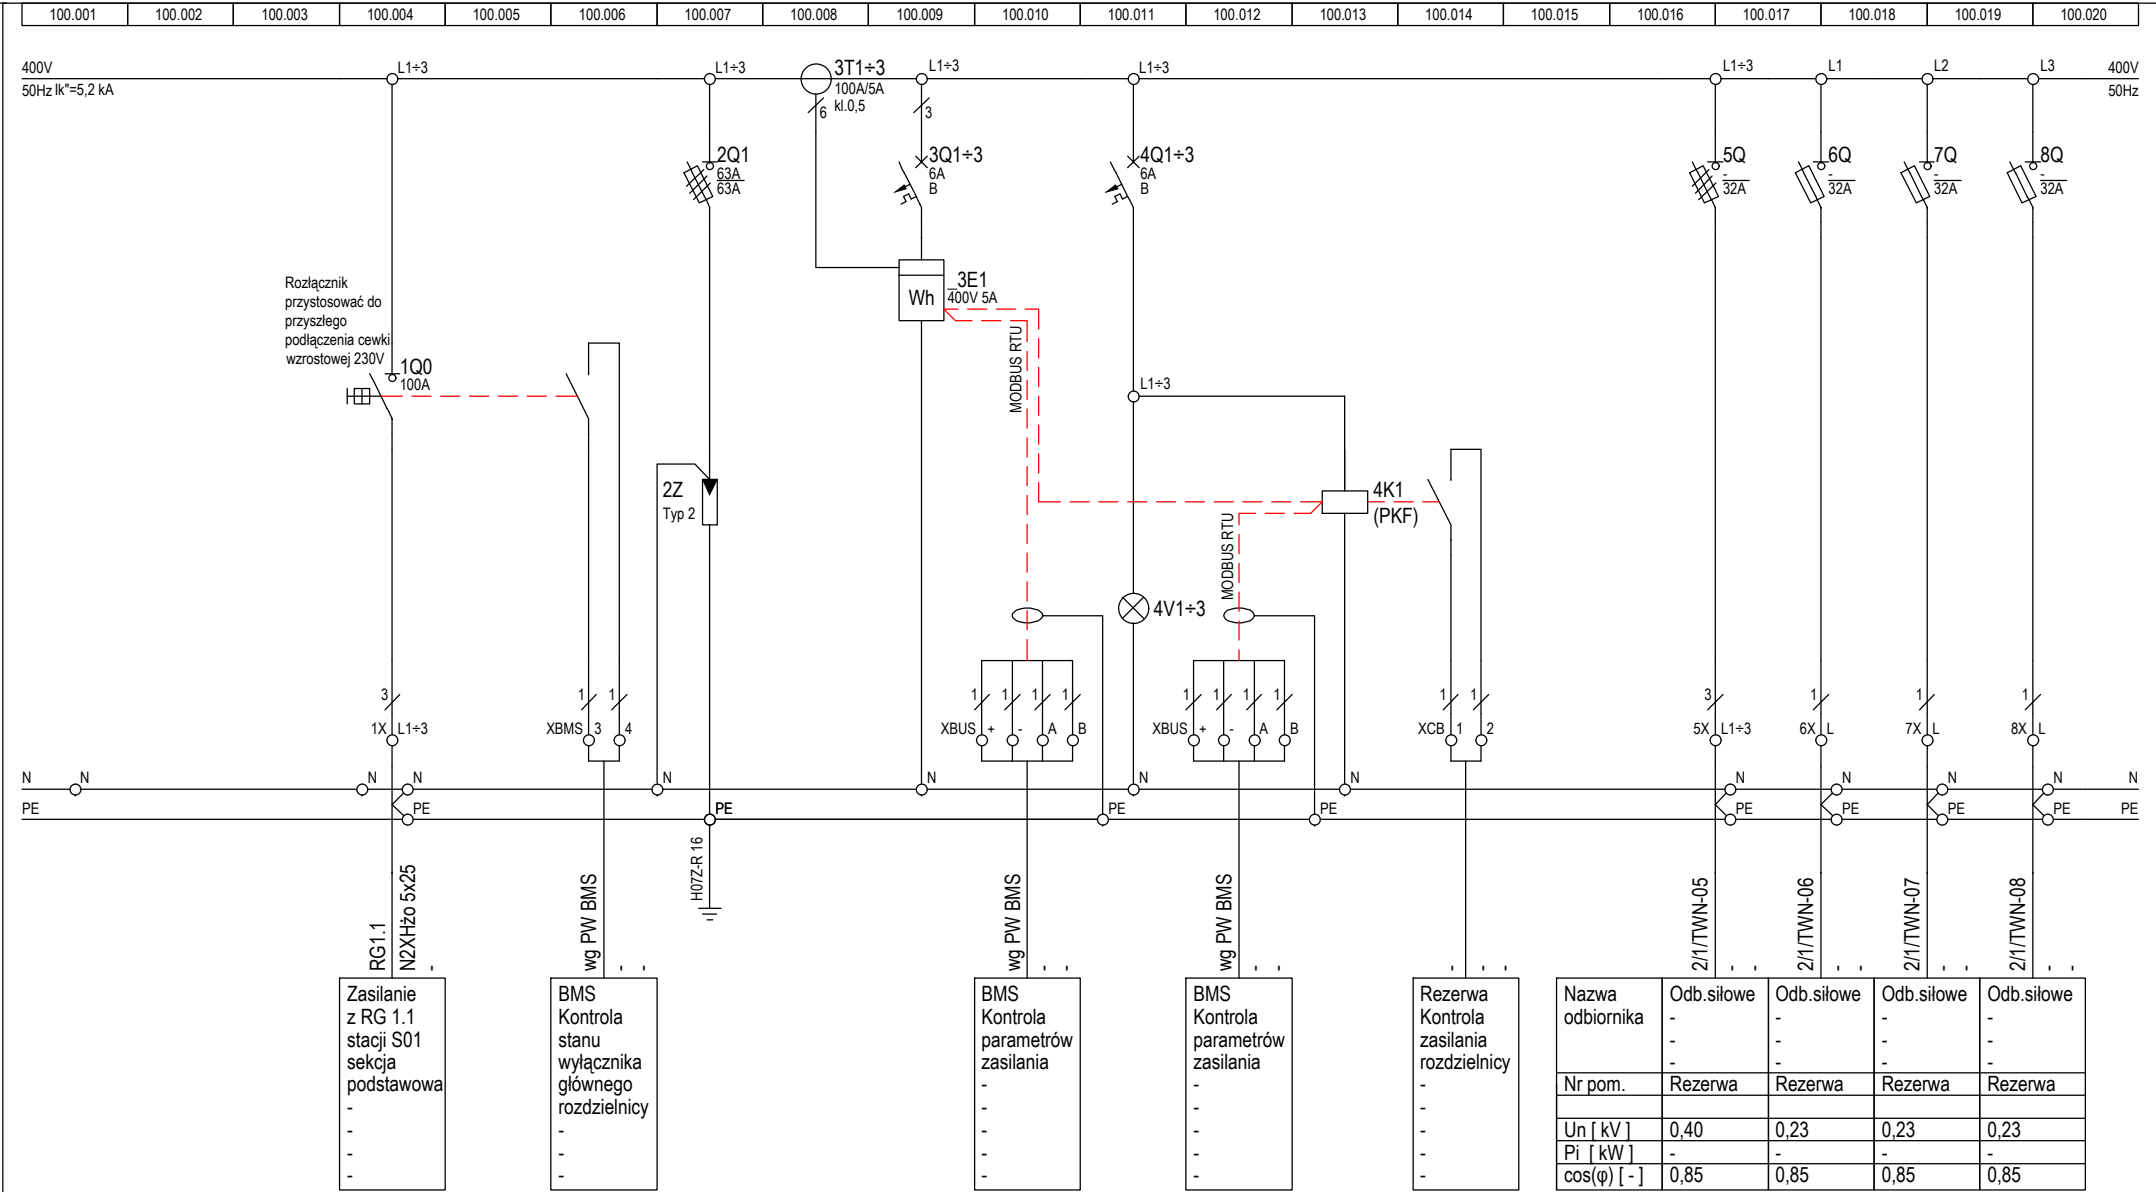 100.001 100.002 100.003 100.004 100.005 100.006 100.007 100.008 100.009 100.010 100.011 100.012 100.013 100.014 100.015 100.016 100.017 100.018 100.019 100.020
400V
50Hz Ik"=5,2 kA
L1÷3
L1÷3
3T1÷3
100A/5A
kl.0,5
6
L1÷3
3
L1÷3
L1÷3
L1
L2
L3
400V
50Hz
2Q1
63A
63A
3Q1÷3
6A
B
4Q1÷3
6A
B
5Q
-
32A
6Q
-
32A
7Q
-
32A
8Q
-
32A
Rozłącznik
przystosować do
przyszłego
podłączenia cewki
wzrostowej 230V
1Q0
100A
Wh
_3E1
400V 5A
MODBUS RTU
L1÷3
2Z
Typ 2
4K1
(PKF)
MODBUS RTU
4V1÷3
3
1X L1÷3
1 1
XBMS 3 4
1 1 1 1
XBUS + - A B
1 1 1 1
XBUS + - A B
1 1
XCB 1 2
3
5X L1÷3
1
6X L
1
7X L
1
8X L
N N N N N N N N N N N N N
PE PE PE PE PE PE PE PE PE PE
H07Z-R 16
RG1.1
N2XHżo 5x25
-
wg PW BMS
- -
wg PW BMS
- -
wg PW BMS
- -
- - -
2/1/TWN-05
- -
2/1/TWN-06
- -
2/1/TWN-07
- -
2/1/TWN-08
- -
Zasilanie
z RG 1.1
stacji S01
sekcja
podstawowa
-
-
-
-
BMS
Kontrola
stanu
wyłącznika
głównego
rozdzielnicy
-
-
-
BMS
Kontrola
parametrów
zasilania
-
-
-
-
-
BMS
Kontrola
parametrów
zasilania
-
-
-
-
-
Rezerwa
Kontrola
zasilania
rozdzielnicy
-
-
-
-
-
Nazwa Odb.siłowe Odb.siłowe Odb.siłowe Odb.siłowe
odbiornika - - - -
- - - -
- - - -
Nr pom. Rezerwa Rezerwa Rezerwa Rezerwa
Un [ kV ] 0,40 0,23 0,23 0,23
Pi [ kW ] - - - -
cos(φ) [ - ] 0,85 0,85 0,85 0,85